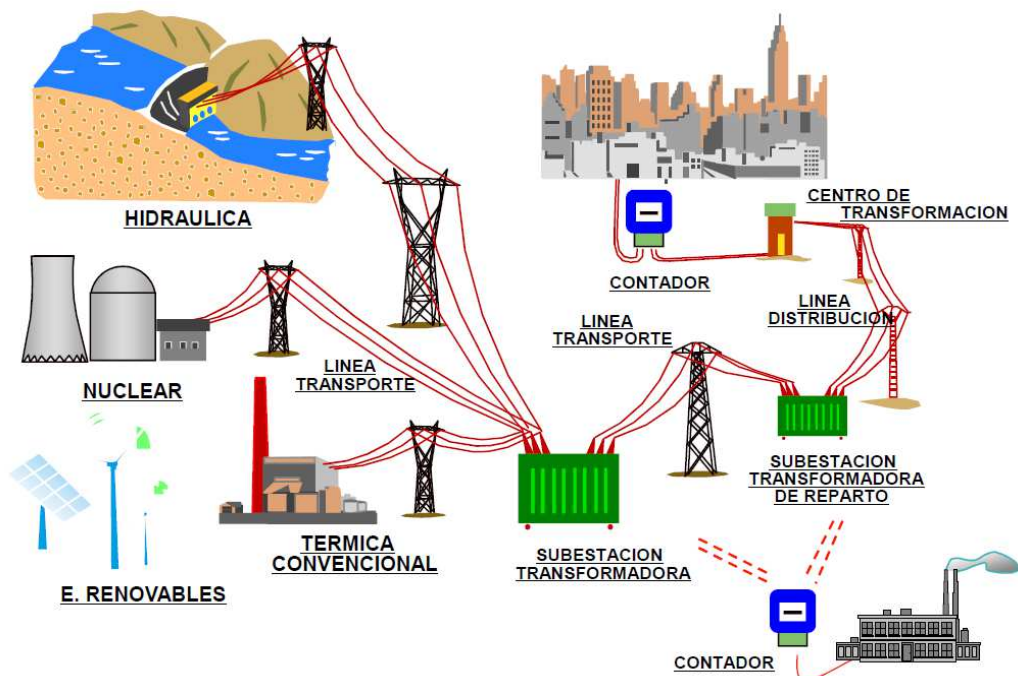 HIDRAULICA
NUCLEAR
LINEA
TRANSPORTE
E. RENOVABLES
TERMICA
CONVENCIONAL
SUBESTACION
TRANSFORMADORA
LINEA
TRANSPORTE
CONTADOR
CENTRO DE
TRANSFORMACION
LINEA
DISTRIBUCION
SUBESTACION
TRANSFORMADORA
DE REPARTO
CONTADOR